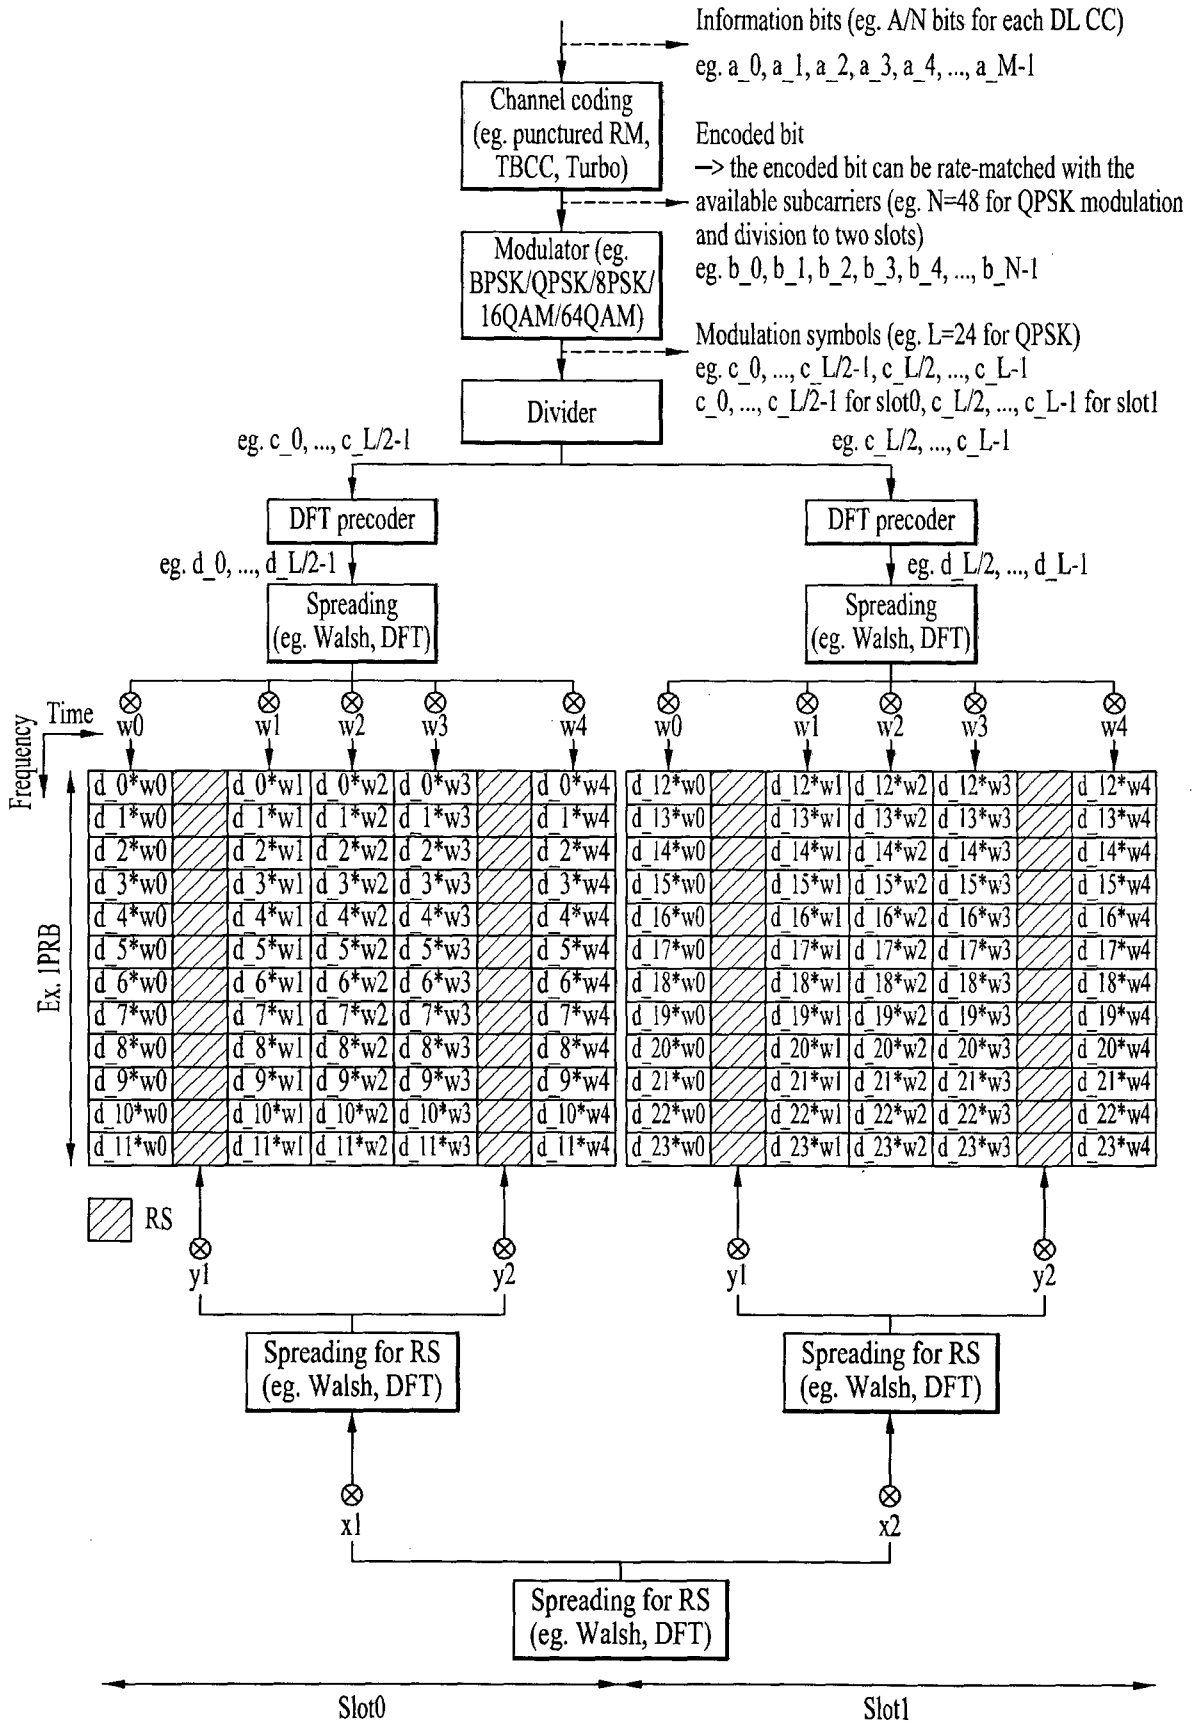 Information bits (eg. A/N bits for each DL CC)
eg. a_0, a_1, a_2, a_3, a_4, ..., a_M-1
Channel coding
(eg. punctured RM,
TBCC, Turbo)
Encoded bit
–> the encoded bit can be rate-matched with the
available subcarriers (eg. N=48 for QPSK modulation
and division to two slots)
eg. b_0, b_1, b_2, b_3, b_4, ..., b_N-1
Modulator (eg.
BPSK/QPSK/8PSK/
16QAM/64QAM)
Modulation symbols (eg. L=24 for QPSK)
eg. c_0, ..., c_L/2-1, c_L/2, ..., c_L-1
c_0, ..., c_L/2-1 for slot0, c_L/2, ..., c_L-1 for slot1
Divider
eg. c_0, ..., c_L/2-1
eg. c_L/2, ..., c_L-1
DFT precoder
DFT precoder
eg. d_0, ..., d_L/2-1
eg. d_L/2, ..., d_L-1
Spreading
(eg. Walsh, DFT)
Spreading
(eg. Walsh, DFT)
Time
Frequency
w0 w1 w2 w3 w4 w0 w1 w2 w3 w4
Ex. 1PRB
d_0*w0 d_0*w1 d_0*w2 d_0*w3 d_0*w4 d_12*w0 d_12*w1 d_12*w2 d_12*w3 d_12*w4
d_1*w0 d_1*w1 d_1*w2 d_1*w3 d_1*w4 d_13*w0 d_13*w1 d_13*w2 d_13*w3 d_13*w4
d_2*w0 d_2*w1 d_2*w2 d_2*w3 d_2*w4 d_14*w0 d_14*w1 d_14*w2 d_14*w3 d_14*w4
d_3*w0 d_3*w1 d_3*w2 d_3*w3 d_3*w4 d_15*w0 d_15*w1 d_15*w2 d_15*w3 d_15*w4
d_4*w0 d_4*w1 d_4*w2 d_4*w3 d_4*w4 d_16*w0 d_16*w1 d_16*w2 d_16*w3 d_16*w4
d_5*w0 d_5*w1 d_5*w2 d_5*w3 d_5*w4 d_17*w0 d_17*w1 d_17*w2 d_17*w3 d_17*w4
d_6*w0 d_6*w1 d_6*w2 d_6*w3 d_6*w4 d_18*w0 d_18*w1 d_18*w2 d_18*w3 d_18*w4
d_7*w0 d_7*w1 d_7*w2 d_7*w3 d_7*w4 d_19*w0 d_19*w1 d_19*w2 d_19*w3 d_19*w4
d_8*w0 d_8*w1 d_8*w2 d_8*w3 d_8*w4 d_20*w0 d_20*w1 d_20*w2 d_20*w3 d_20*w4
d_9*w0 d_9*w1 d_9*w2 d_9*w3 d_9*w4 d_21*w0 d_21*w1 d_21*w2 d_21*w3 d_21*w4
d_10*w0 d_10*w1 d_10*w2 d_10*w3 d_10*w4 d_22*w0 d_22*w1 d_22*w2 d_22*w3 d_22*w4
d_11*w0 d_11*w1 d_11*w2 d_11*w3 d_11*w4 d_23*w0 d_23*w1 d_23*w2 d_23*w3 d_23*w4
RS
y1 y2 y1 y2
Spreading for RS
(eg. Walsh, DFT)
Spreading for RS
(eg. Walsh, DFT)
x1 x2
Spreading for RS
(eg. Walsh, DFT)
Slot0 Slot1